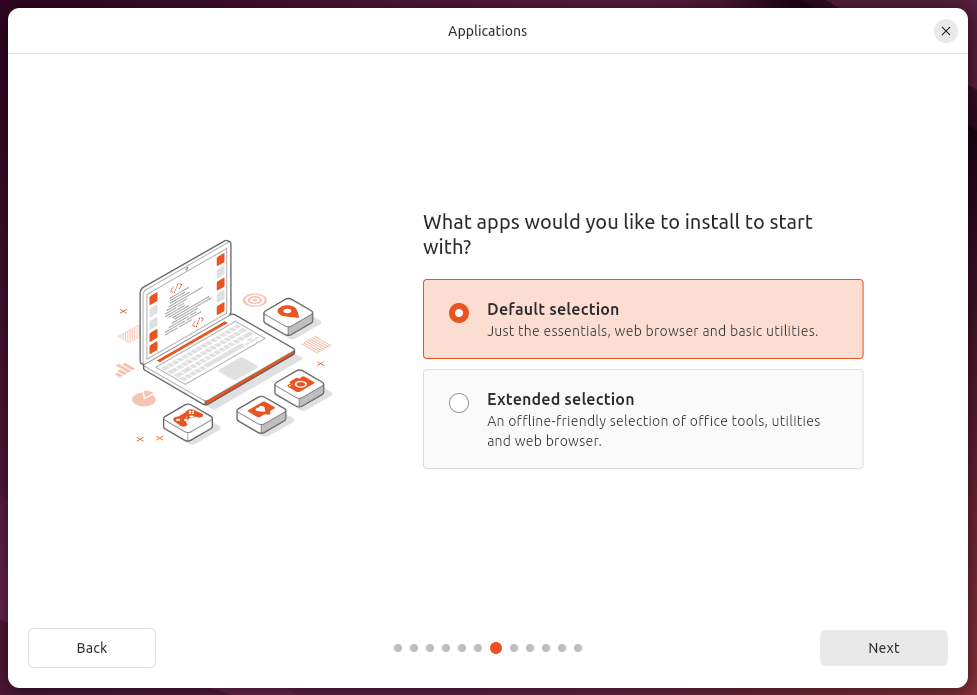 Applications
What apps would you like to install to start
with?
Default selection
Just the essentials, web browser and basic utilities.
Extended selection
An offline-friendly selection of office tools, utilities
and web browser.
Back
Next